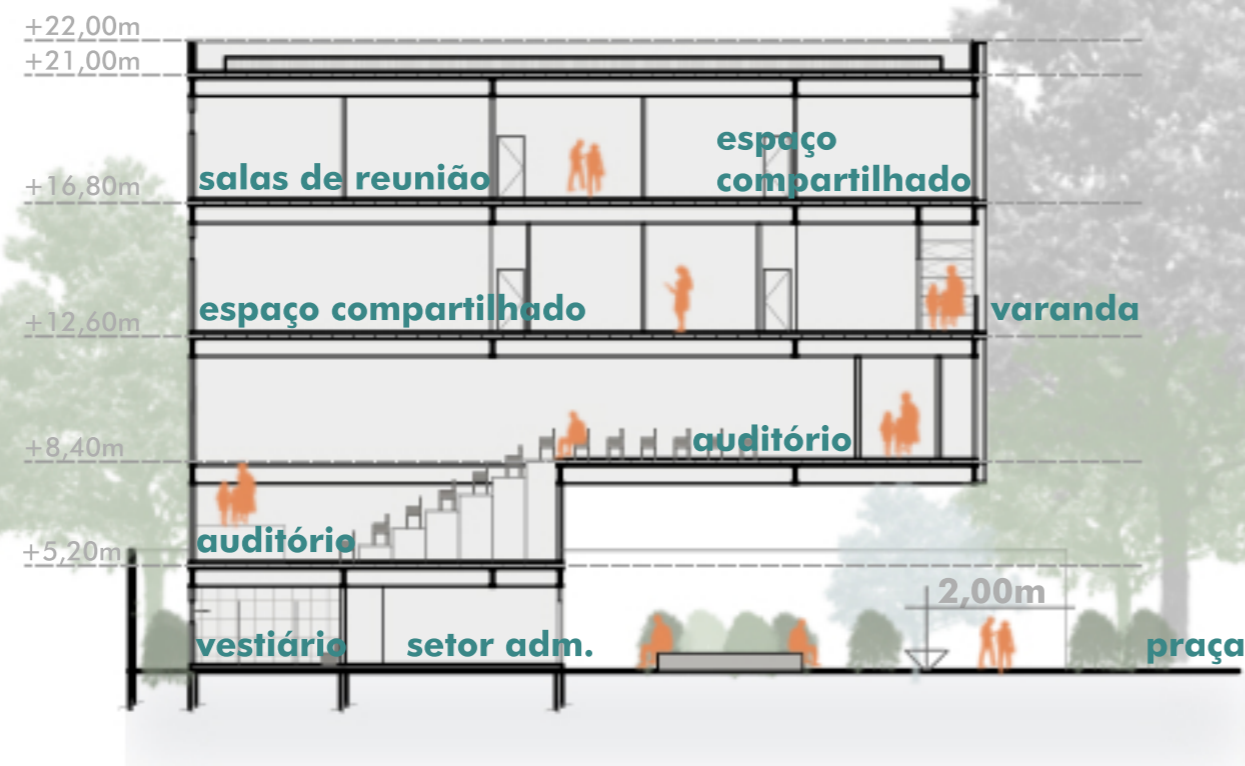 +22,00m
+21,00m
espaço
compartilhado
salas de reunião
+16,80m
espaço compartilhado
varanda
+12,60m
auditório
+8,40m
auditório
+5,20m
2,00m
vestiário
setor adm.
praça